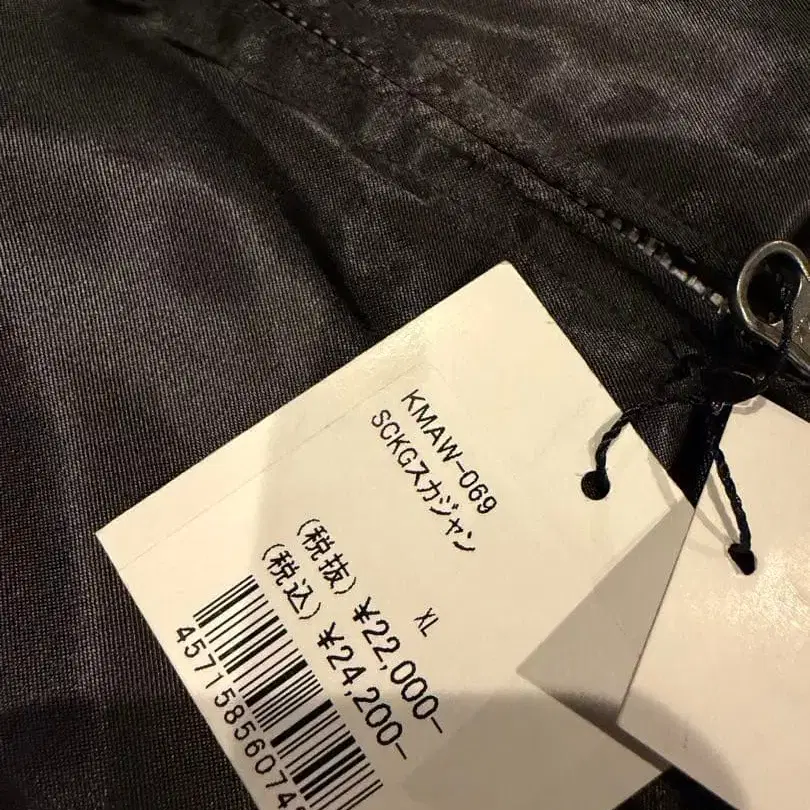 KMAW-069
SCKGスカジャン
XL
(税抜) ¥22,000-
(税込) ¥24,200-
45715856074